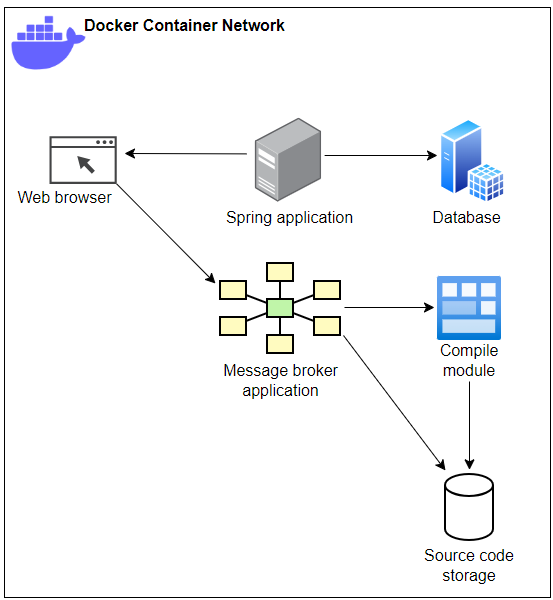 Docker Container Network
Web browser
Spring application
Database
Message broker
application
Compile
module
Source code
storage